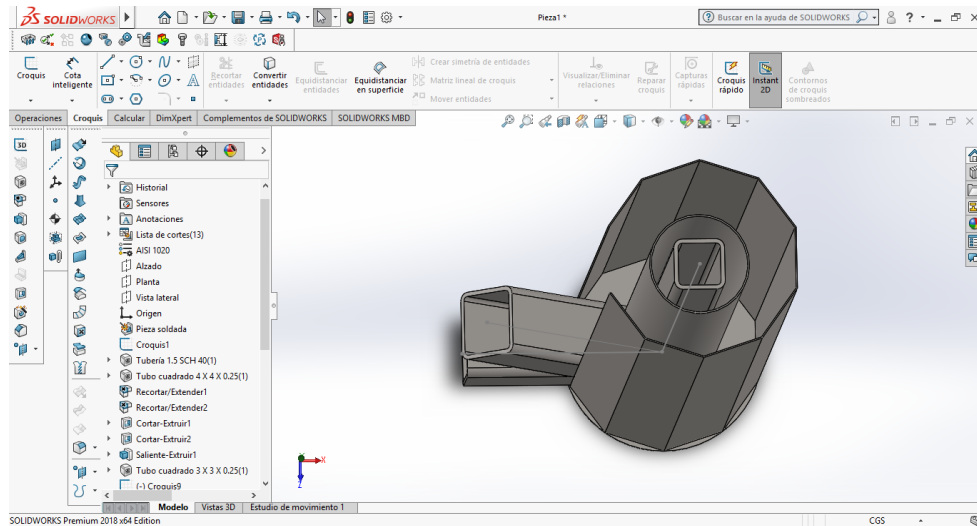 SOLIDWORKS
Pieza1 *
Buscar en la ayuda de SOLIDWORKS
Croquis
Cota inteligente
Recortar entidades
Convertir entidades
Equidistanciar entidades
Equidistanciar en superficie
Crear simetría de entidades
Matriz lineal de croquis
Mover entidades
Visualizar/Eliminar relaciones
Reparar croquis
Capturas rápidas
Croquis rápido
Instant 2D
Contornos de croquis sombreados
Operaciones
Croquis
Calcular
DimXpert
Complementos de SOLIDWORKS
SOLIDWORKS MBD
3D
Historial
Sensores
Anotaciones
Lista de cortes(13)
AISI 1020
Alzado
Planta
Vista lateral
Origen
Pieza soldada
Croquis1
Tubería 1.5 SCH 40(1)
Tubo cuadrado 4 X 4 X 0.25(1)
Recortar/Extender1
Recortar/Extender2
Cortar-Extruir1
Cortar-Extruir2
Saliente-Extruir1
Tubo cuadrado 3 X 3 X 0.25(1)
(-) Croquis9
X
Modelo
Vistas 3D
Estudio de movimiento 1
SOLIDWORKS Premium 2018 x64 Edition
CGS